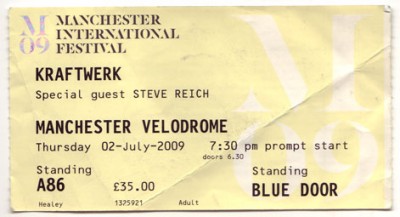 M
09
MANCHESTER
INTERNATIONAL
FESTIVAL
KRAFTWERK
Special guest STEVE REICH
MANCHESTER VELODROME
Thursday 02-July-2009 7:30 pm prompt start
doors 6.30
Standing Standing
A86 £35.00 BLUE DOOR
Healey 1325921 Adult
M
09